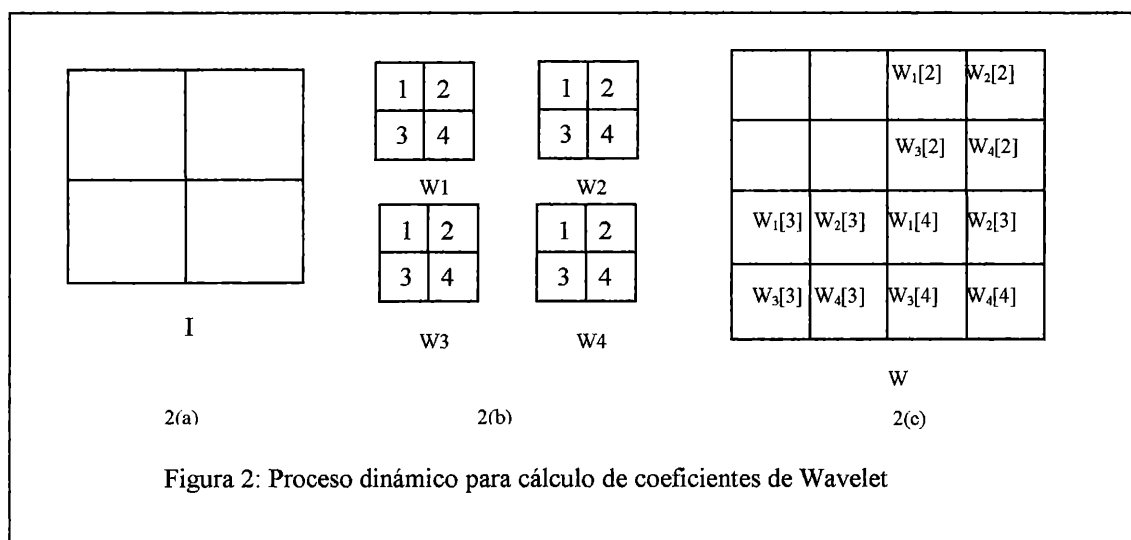 W₁[2] W₂[2]
1 2 1 2
3 4 3 4
W₃[2] W₄[2]
W1 W2
1 2 1 2
W₁[3] W₂[3] W₁[4] W₂[3]
3 4 3 4
W₃[3] W₄[3] W₃[4] W₄[4]
I
W3 W4
W
2(a) 2(b) 2(c)
Figura 2: Proceso dinámico para cálculo de coeficientes de Wavelet